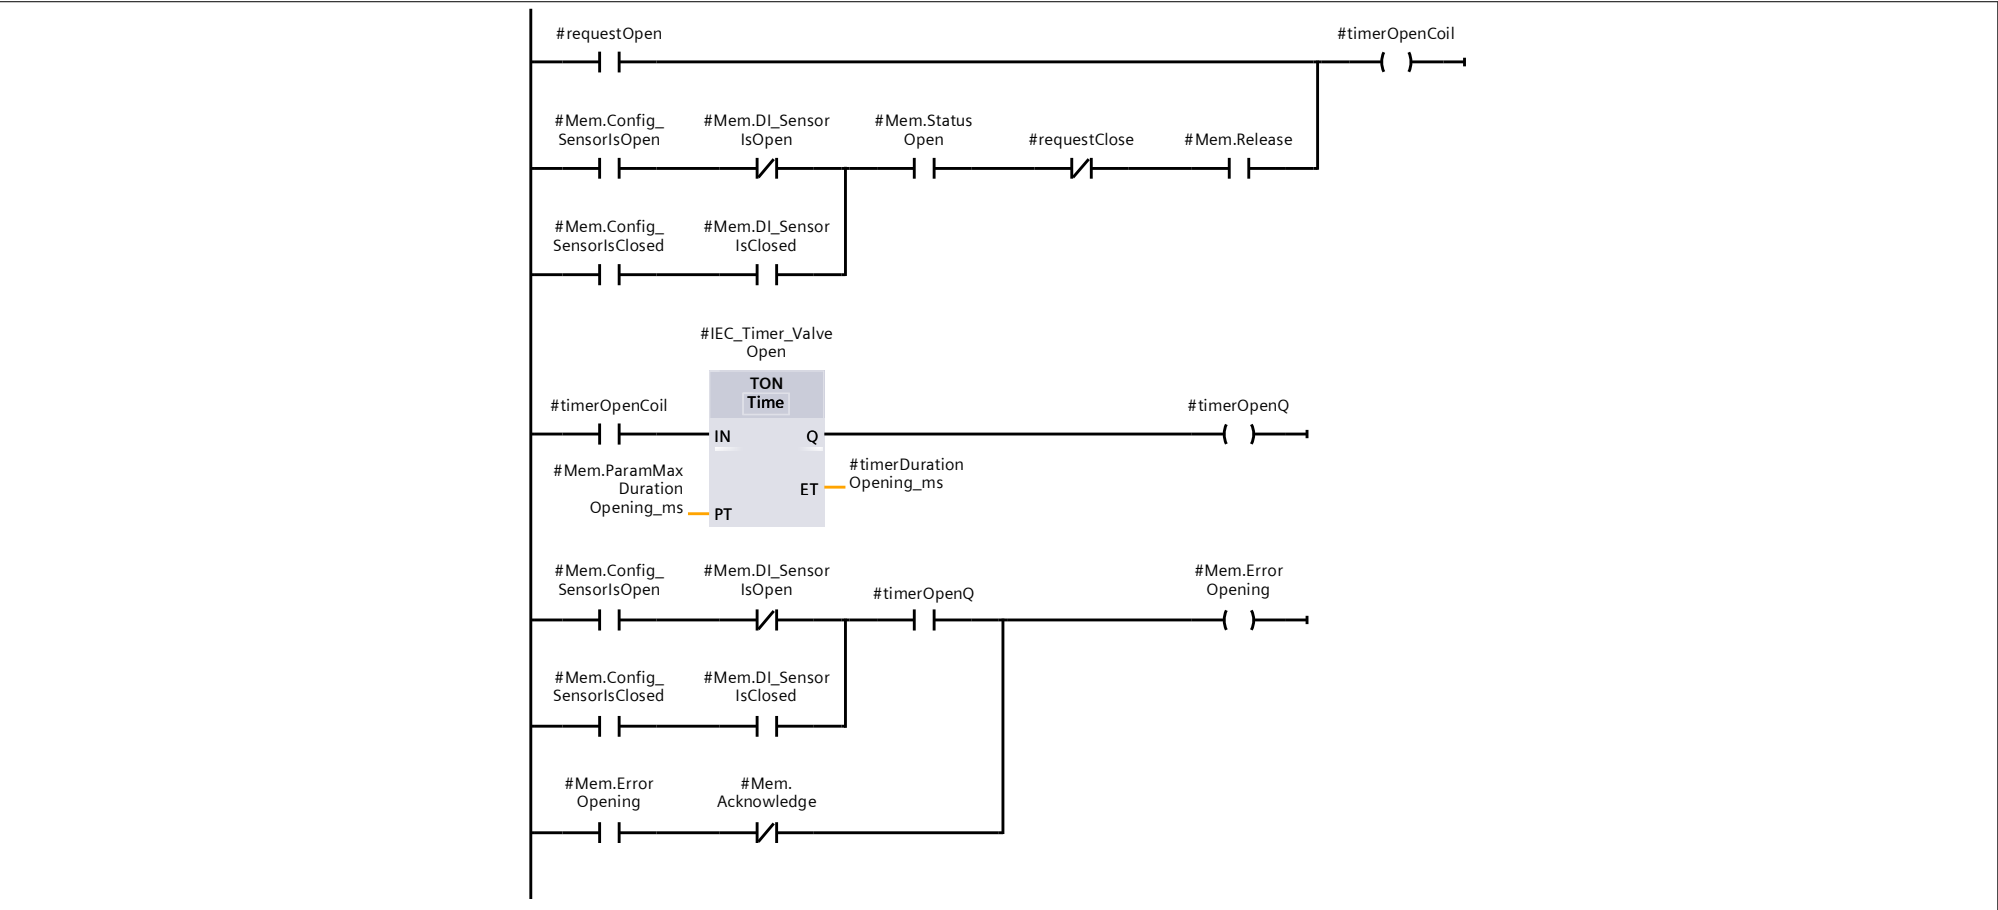 #requestOpen
#timerOpenCoil
#Mem.Config_
SensorIsOpen
#Mem.DI_Sensor
IsOpen
#Mem.Status
Open
#requestClose
#Mem.Release
#Mem.Config_
SensorIsClosed
#Mem.DI_Sensor
IsClosed
#IEC_Timer_Valve
Open
TON
Time
#timerOpenCoil
IN
Q
#timerOpenQ
#Mem.ParamMax
Duration
Opening_ms
PT
ET
#timerDuration
Opening_ms
#Mem.Config_
SensorIsOpen
#Mem.DI_Sensor
IsOpen
#timerOpenQ
#Mem.Error
Opening
#Mem.Config_
SensorIsClosed
#Mem.DI_Sensor
IsClosed
#Mem.Error
Opening
#Mem.
Acknowledge